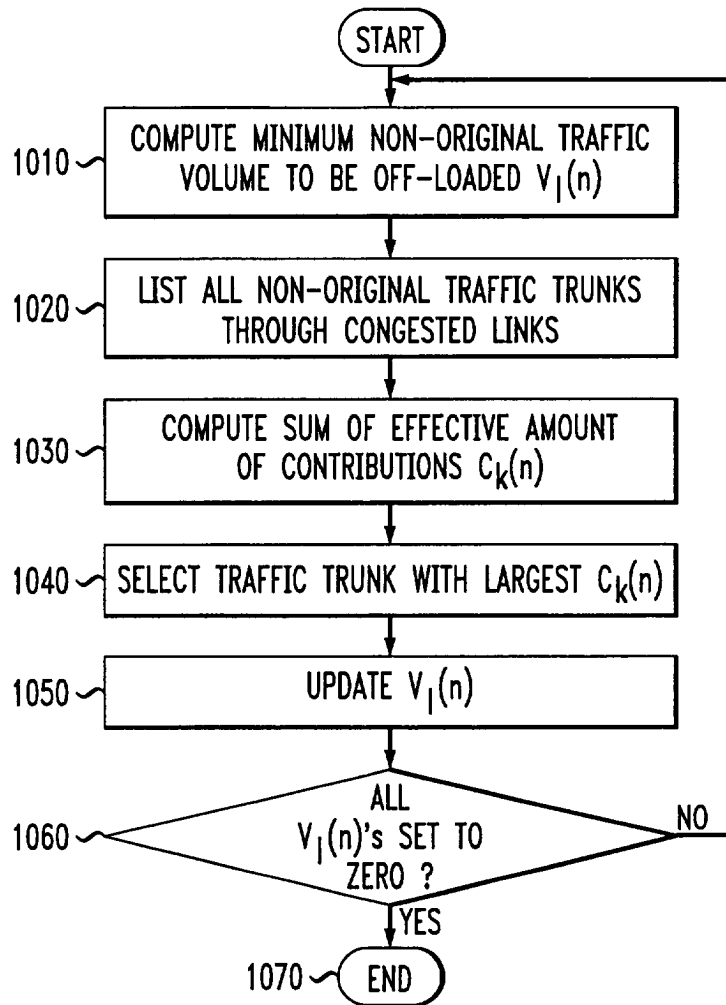 START
1010
COMPUTE MINIMUM NON-ORIGINAL TRAFFIC
VOLUME TO BE OFF-LOADED V_l(n)
1020
LIST ALL NON-ORIGINAL TRAFFIC TRUNKS
THROUGH CONGESTED LINKS
1030
COMPUTE SUM OF EFFECTIVE AMOUNT
OF CONTRIBUTIONS C_k(n)
1040
SELECT TRAFFIC TRUNK WITH LARGEST C_k(n)
1050
UPDATE V_l(n)
1060
ALL
V_l(n)'s SET TO
ZERO ?
NO
YES
1070
END